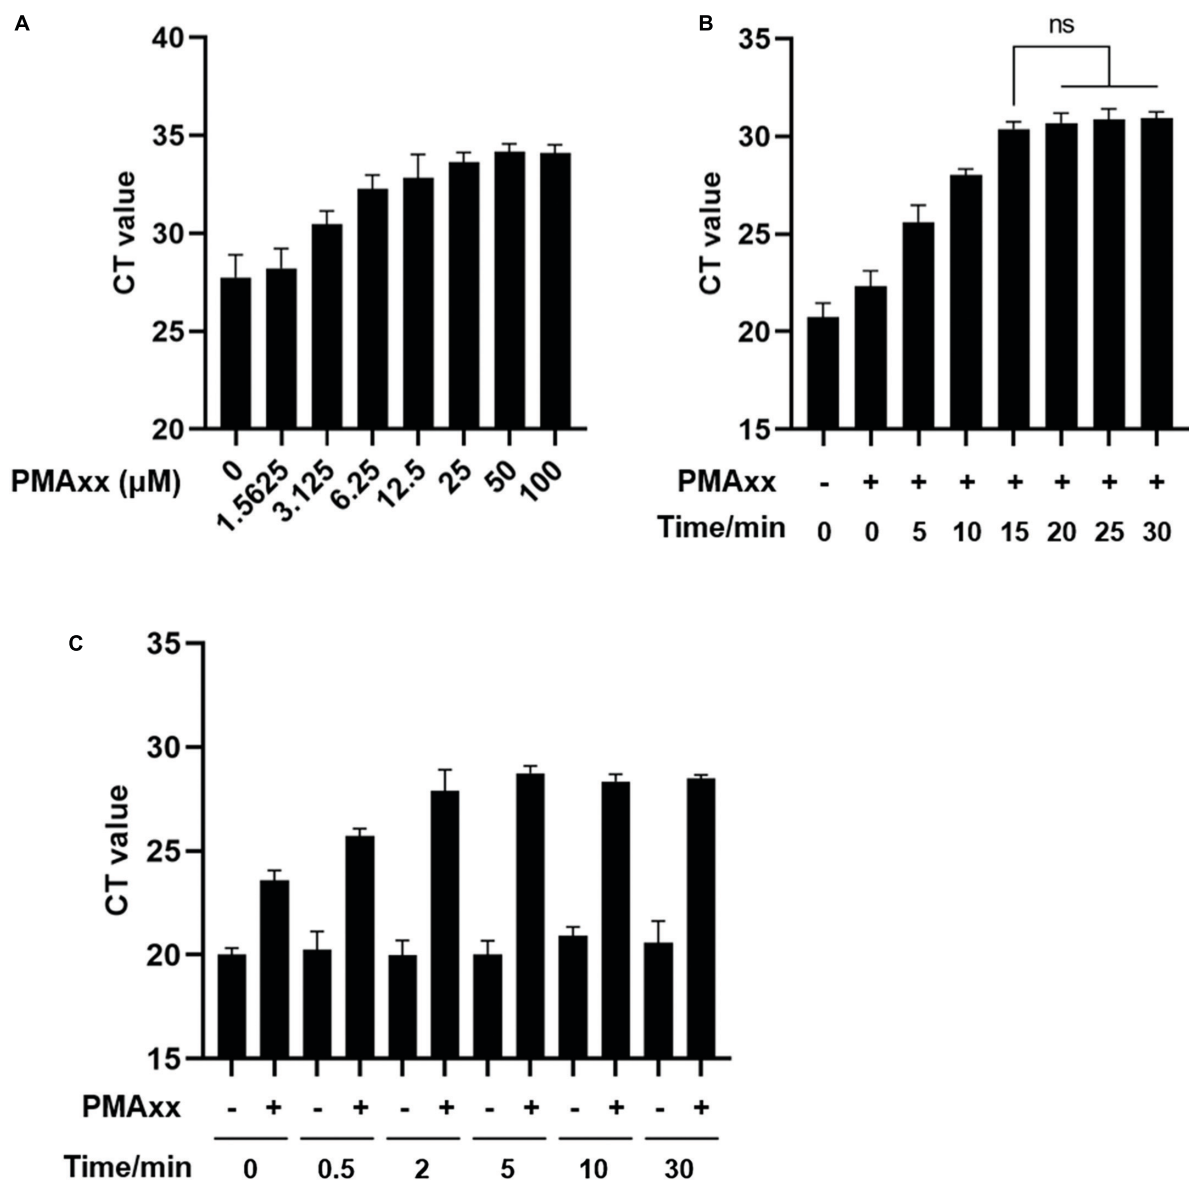 A
40
35
30
25
20
CT value
PMAxx (μM)
0 1.5625 3.125 6.25 12.5 25 50 100
B
ns
35
30
25
20
15
CT value
PMAxx - + + + + + + +
Time/min 0 0 5 10 15 20 25 30
C
35
30
25
20
15
CT value
PMAxx - + - + - + - + - + - +
Time/min 0 0.5 2 5 10 30